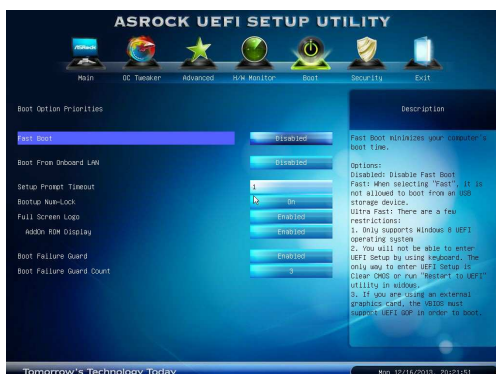 ASROCK UEFI SETUP UTILITY
ASRock
Main
OC Tweaker
Advanced
H/W Monitor
Boot
Security
Exit
Boot Option Priorities
Fast Boot
Disabled
Boot From Onboard LAN
Disabled
Setup Prompt Timeout
1
Bootup Num-Lock
On
Full Screen Logo
Enabled
AddOn ROM Display
Enabled
Boot Failure Guard
Enabled
Boot Failure Guard Count
3
Description
Fast Boot minimizes your computer's
boot time.
Options:
Disabled: Disable Fast Boot
Fast: When selecting "Fast", it is
not allowed to boot from an USB
storage device.
Ultra Fast: There are a few
restrictions:
1. Only supports Windows 8 UEFI
operating system
2. You will not be able to enter
UEFI Setup by using keyboard. The
only way to enter UEFI Setup is
Clear CMOS or run "Restart to UEFI"
utility in widows.
3. If you are using an external
graphics card, the VBIOS must
support UEFI GOP in order to boot.
Tomorrow's Technology Today
Mon 12/16/2013, 20:21:51